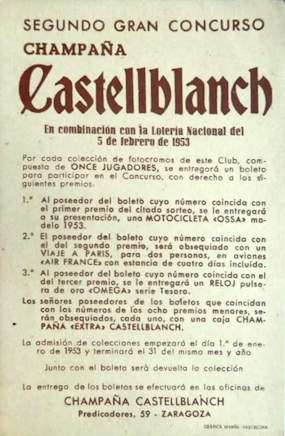 SEGUNDO GRAN CONCURSO
CHAMPAÑA
Castellblanch
En combinación con la Lotería Nacional del
5 de febrero de 1953
Por cada colección de fotocromos de este Club, com-
puesto de ONCE JUGADORES, se entregará un boleto
para participar en el Concurso, con derecho a los si-
guientes premios.
1.º Al poseedor del boleto cuyo número coincida con
el primer premio del citado sorteo, se le entregará
a su presentación, una MOTOCICLETA «OSSA» mo-
delo 1953.
2.º El poseedor del boleto cuyo número coincida con
el del segundo premio, será obsequiado con un
VIAJE A PARIS, para dos personas, en aviones
«AIR FRANCE» con estancia de cuatro días incluída.
3.º Al poseedor del boleto cuyo número coincida con el
del tercer premio, se le entregará un RELOJ pulse-
ra de oro «OMEGA» serie Tesoro.
Los señores poseedores de los boletos que coincidan
con los números de los ocho premios menores, se-
rán obsequiados, cada uno, con una caja CHAM-
PAÑA «EXTRA» CASTELLBLANCH.
La admisión de colecciones empezará el día 1.º de ene-
ro de 1953 y terminará el 31 del mismo mes y año
Junto con el boleto será devuelta la colección
La entrega de los boletos se efectuará en las oficinas de
CHAMPAÑA CASTELLBLANCH
Predicadores, 59 - ZARAGOZA